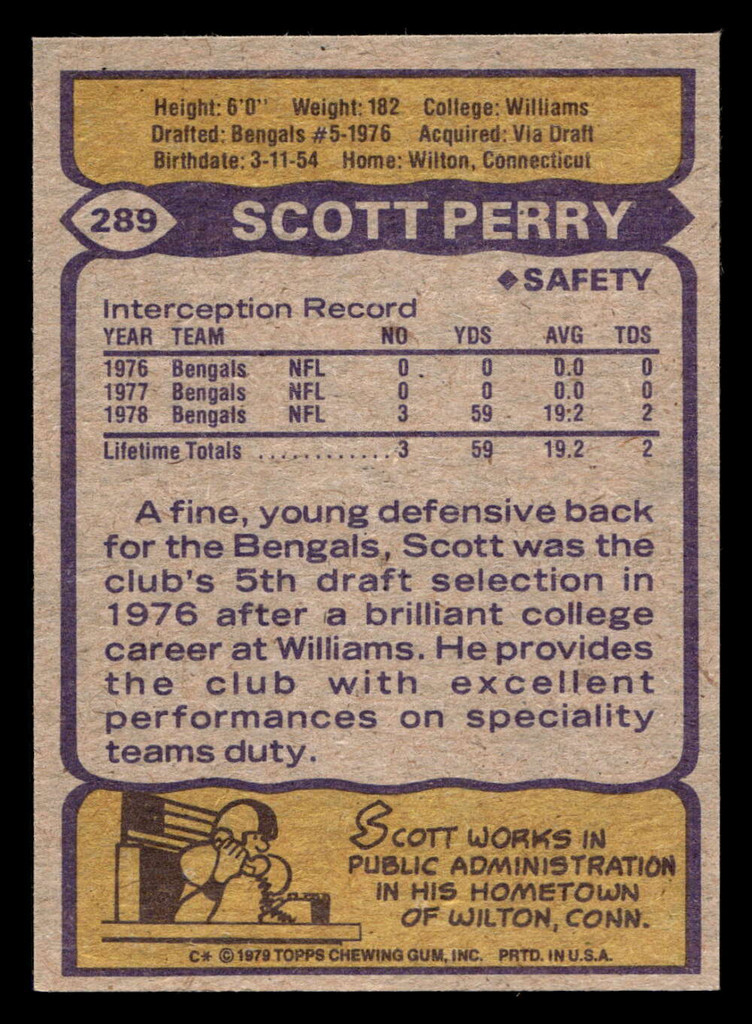 Height: 6'0" Weight: 182 College: Williams
Drafted: Bengals #5-1976 Acquired: Via Draft
Birthdate: 3-11-54 Home: Wilton, Connecticut
289 SCOTT PERRY
◆SAFETY
Interception Record
YEAR TEAM NO YDS AVG TDS
1976 Bengals NFL 0 0 0.0 0
1977 Bengals NFL 0 0 0.0 0
1978 Bengals NFL 3 59 19.2 2
Lifetime Totals ............ 3 59 19.2 2
A fine, young defensive back
for the Bengals, Scott was the
club's 5th draft selection in
1976 after a brilliant college
career at Williams. He provides
the club with excellent
performances on speciality
teams duty.
SCOTT WORKS IN
PUBLIC ADMINISTRATION
IN HIS HOMETOWN
OF WILTON, CONN.
C* © 1979 TOPPS CHEWING GUM, INC. PRTD. IN U.S.A.